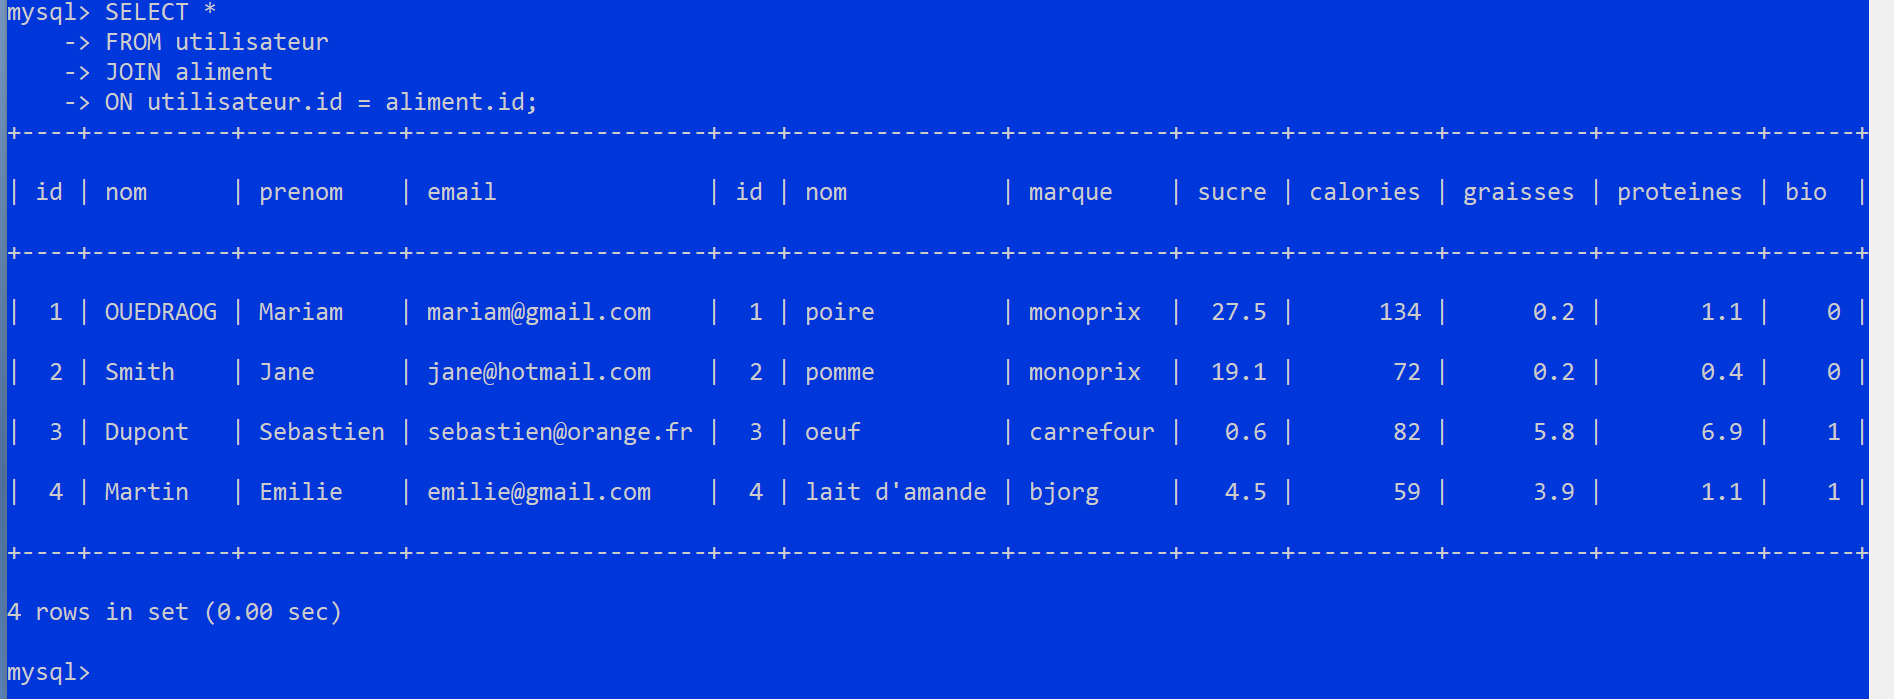 mysql> SELECT *
    -> FROM utilisateur
    -> JOIN aliment
    -> ON utilisateur.id = aliment.id;
+----+----------+-----------+---------------------+----+---------------+-----------+-------+----------+----------+-----------+------+
| id | nom      | prenom    | email               | id | nom           | marque    | sucre | calories | graisses | proteines | bio  |
+----+----------+-----------+---------------------+----+---------------+-----------+-------+----------+----------+-----------+------+
|  1 | OUEDRAOG | Mariam    | mariam@gmail.com    |  1 | poire         | monoprix  |  27.5 |      134 |      0.2 |       1.1 |    0 |
|  2 | Smith    | Jane      | jane@hotmail.com    |  2 | pomme         | monoprix  |  19.1 |       72 |      0.2 |       0.4 |    0 |
|  3 | Dupont   | Sebastien | sebastien@orange.fr |  3 | oeuf          | carrefour |   0.6 |       82 |      5.8 |       6.9 |    1 |
|  4 | Martin   | Emilie    | emilie@gmail.com    |  4 | lait d'amande | bjorg     |   4.5 |       59 |      3.9 |       1.1 |    1 |
+----+----------+-----------+---------------------+----+---------------+-----------+-------+----------+----------+-----------+------+
4 rows in set (0.00 sec)
mysql>